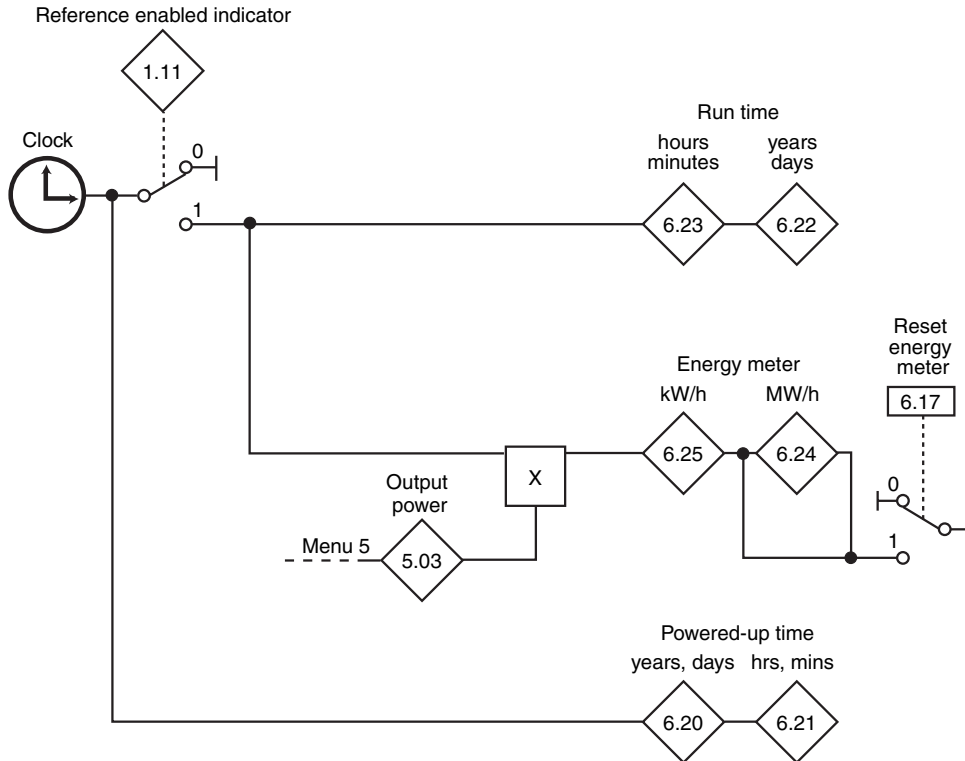 Reference enabled indicator
1.11
Clock
0
1
Run time
hours
minutes
years
days
6.23
6.22
Energy meter
kW/h
MW/h
6.25
6.24
Reset
energy
meter
6.17
0
1
X
Output
power
Menu 5
5.03
Powered-up time
years, days
hrs, mins
6.20
6.21